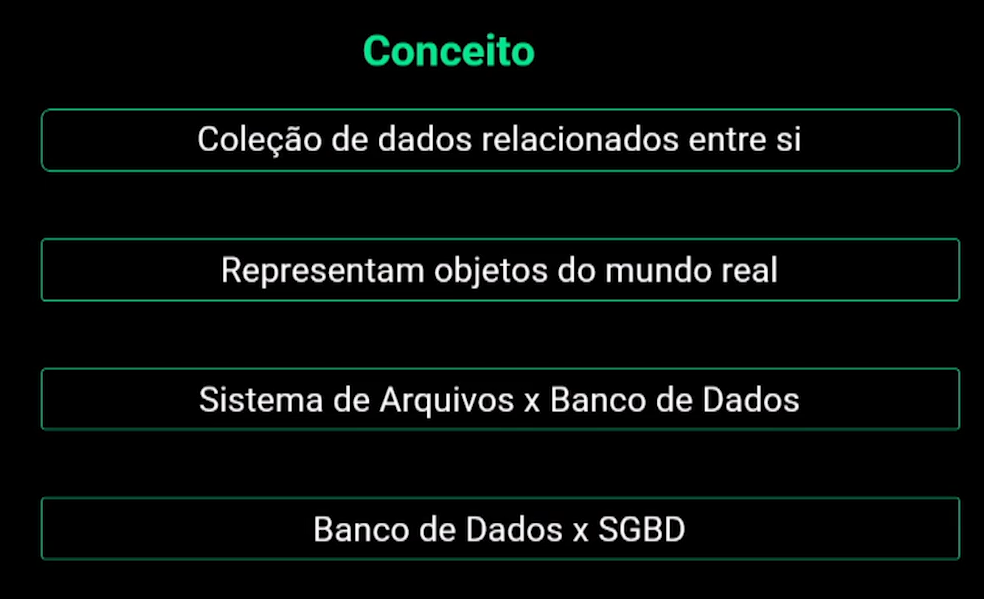 Conceito
Coleção de dados relacionados entre si
Representam objetos do mundo real
Sistema de Arquivos x Banco de Dados
Banco de Dados x SGBD